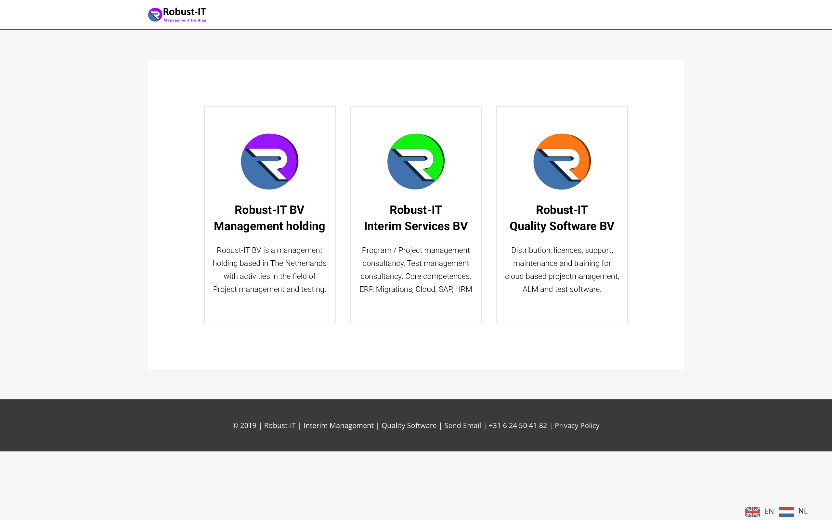 Robust-IT
Management Holding
Robust-IT BV
Management holding
Robust-IT BV is a management
holding based in The Netherlands
with activities in the field of
Project management and testing.
Robust-IT
Interim Services BV
Program / Project management
consultancy. Test management
consultancy. Core competences:
ERP, Migrations, Cloud, SAP, HRM
Robust-IT
Quality Software BV
Distribution, licences, support,
maintenance and training for
cloud based projectmanagement,
ALM and test software.
© 2019 | Robust-IT | Interim Management | Quality Software | Send Email | +31 6 24 50 41 82 | Privacy Policy
EN NL